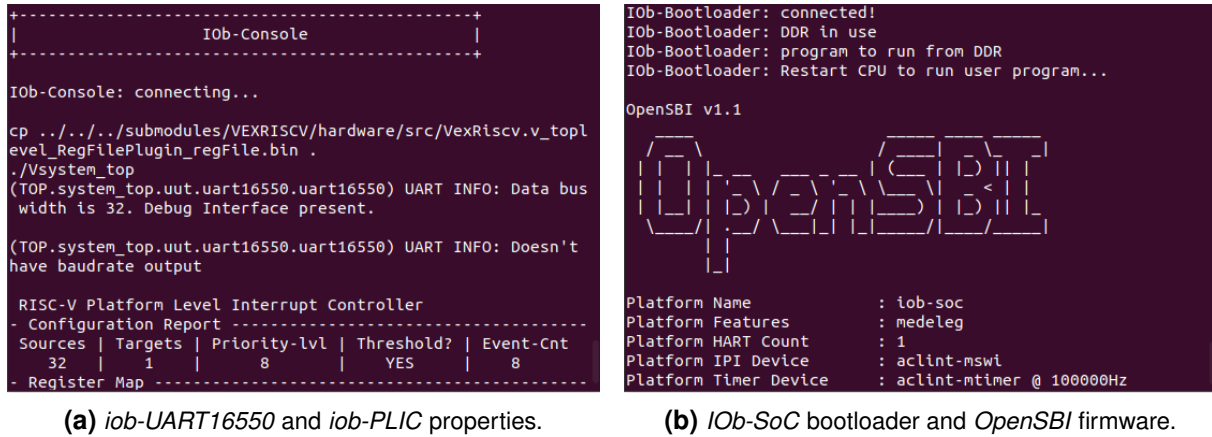 IOb-Console
IOb-Console: connecting...
cp ../../../submodules/VEXRISCV/hardware/src/VexRiscv.v_topl
evel_RegFilePlugin_regFile.bin .
./Vsystem_top
(TOP.system_top.uut.uart16550.uart16550) UART INFO: Data bus
width is 32. Debug Interface present.
(TOP.system_top.uut.uart16550.uart16550) UART INFO: Doesn't
have baudrate output
RISC-V Platform Level Interrupt Controller
- Configuration Report -------------------------------------
Sources | Targets | Priority-lvl | Threshold? | Event-Cnt
32 | 1 | 8 | YES | 8
- Register Map ---------------------------------------------
(a) iob-UART16550 and iob-PLIC properties.
IOb-Bootloader: connected!
IOb-Bootloader: DDR in use
IOb-Bootloader: program to run from DDR
IOb-Bootloader: Restart CPU to run user program...
OpenSBI v1.1
OpenSBI
Platform Name : iob-soc
Platform Features : medeleg
Platform HART Count : 1
Platform IPI Device : aclint-mswi
Platform Timer Device : aclint-mtimer @ 100000Hz
(b) IOb-SoC bootloader and OpenSBI firmware.